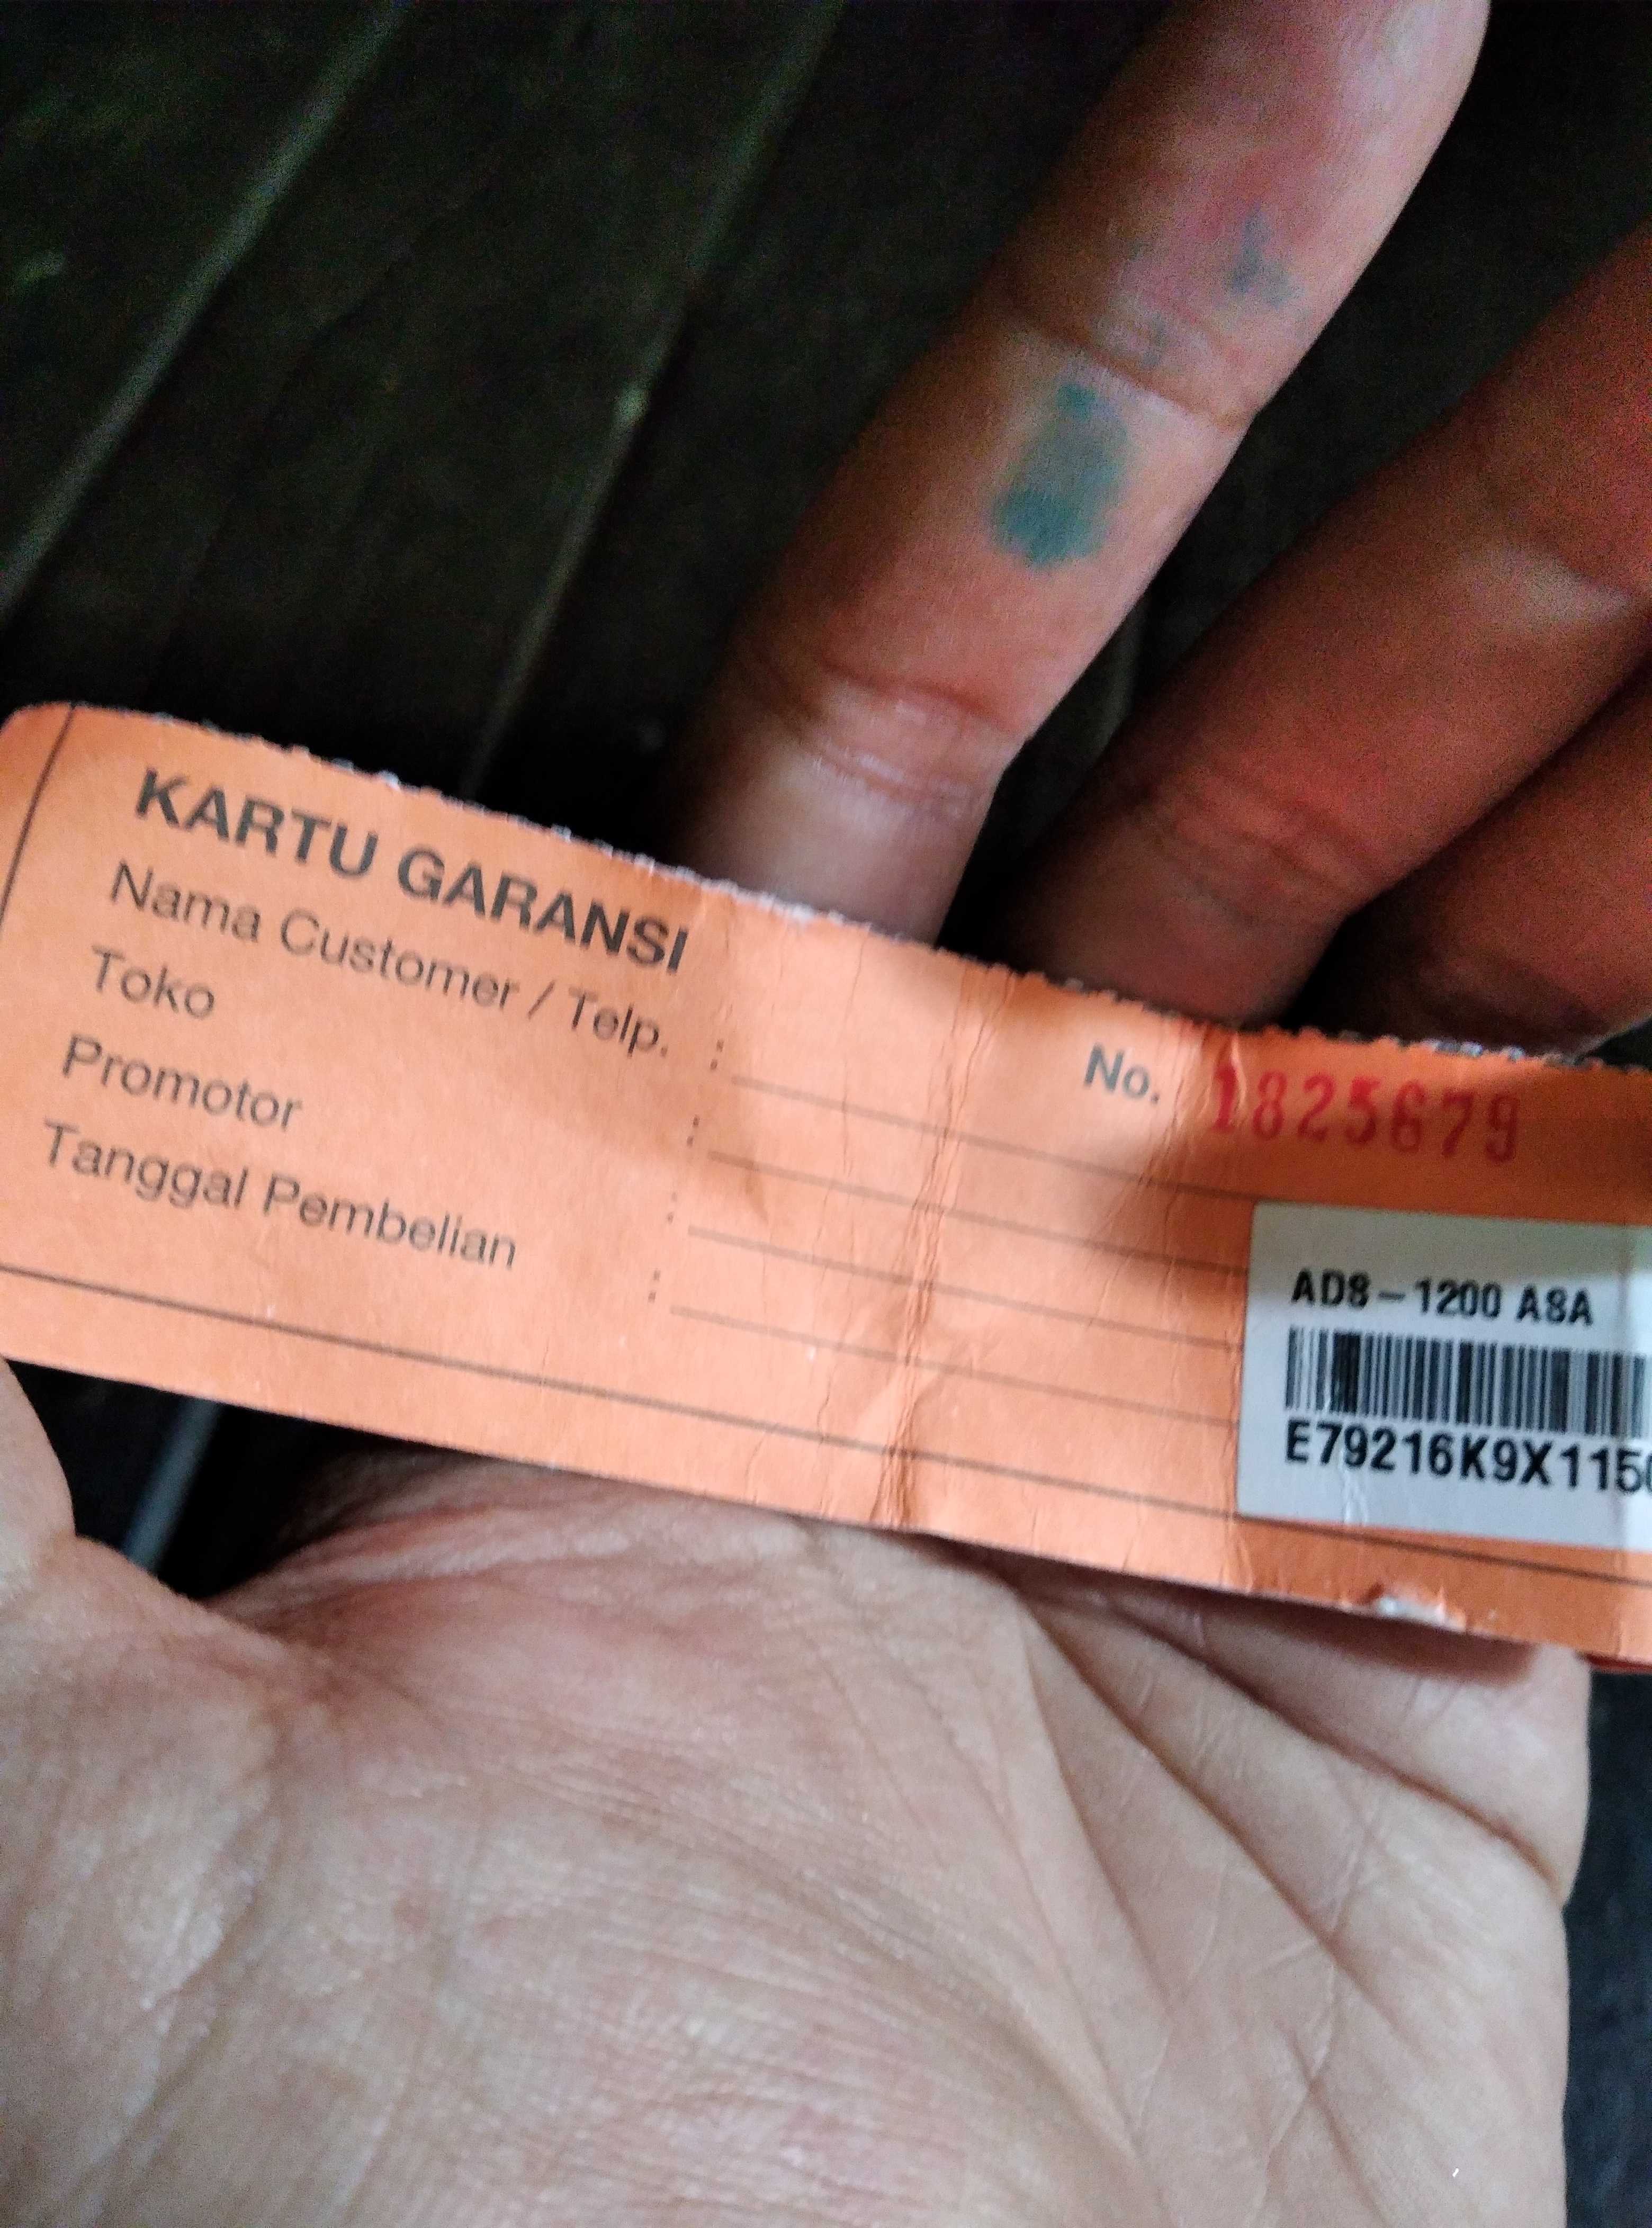 KARTU GARANSI
Nama Customer / Telp. :
No. 1825679
Toko :
Promotor :
Tanggal Pembelian :
AD8-1200 A8A